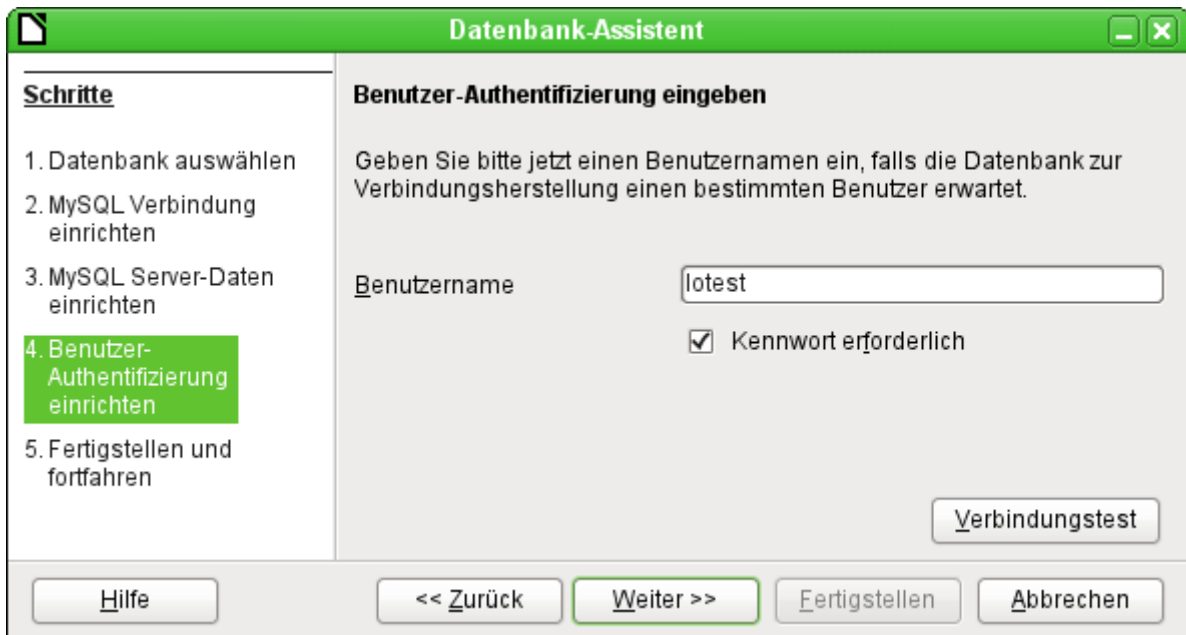 Datenbank-Assistent
Schritte
1. Datenbank auswählen
2. MySQL Verbindung
einrichten
3. MySQL Server-Daten
einrichten
4. Benutzer-
Authentifizierung
einrichten
5. Fertigstellen und
fortfahren
Benutzer-Authentifizierung eingeben
Geben Sie bitte jetzt einen Benutzernamen ein, falls die Datenbank zur
Verbindungsherstellung einen bestimmten Benutzer erwartet.
Benutzername
lotest
Kennwort erforderlich
Verbindungstest
Hilfe
<< Zurück
Weiter >>
Fertigstellen
Abbrechen